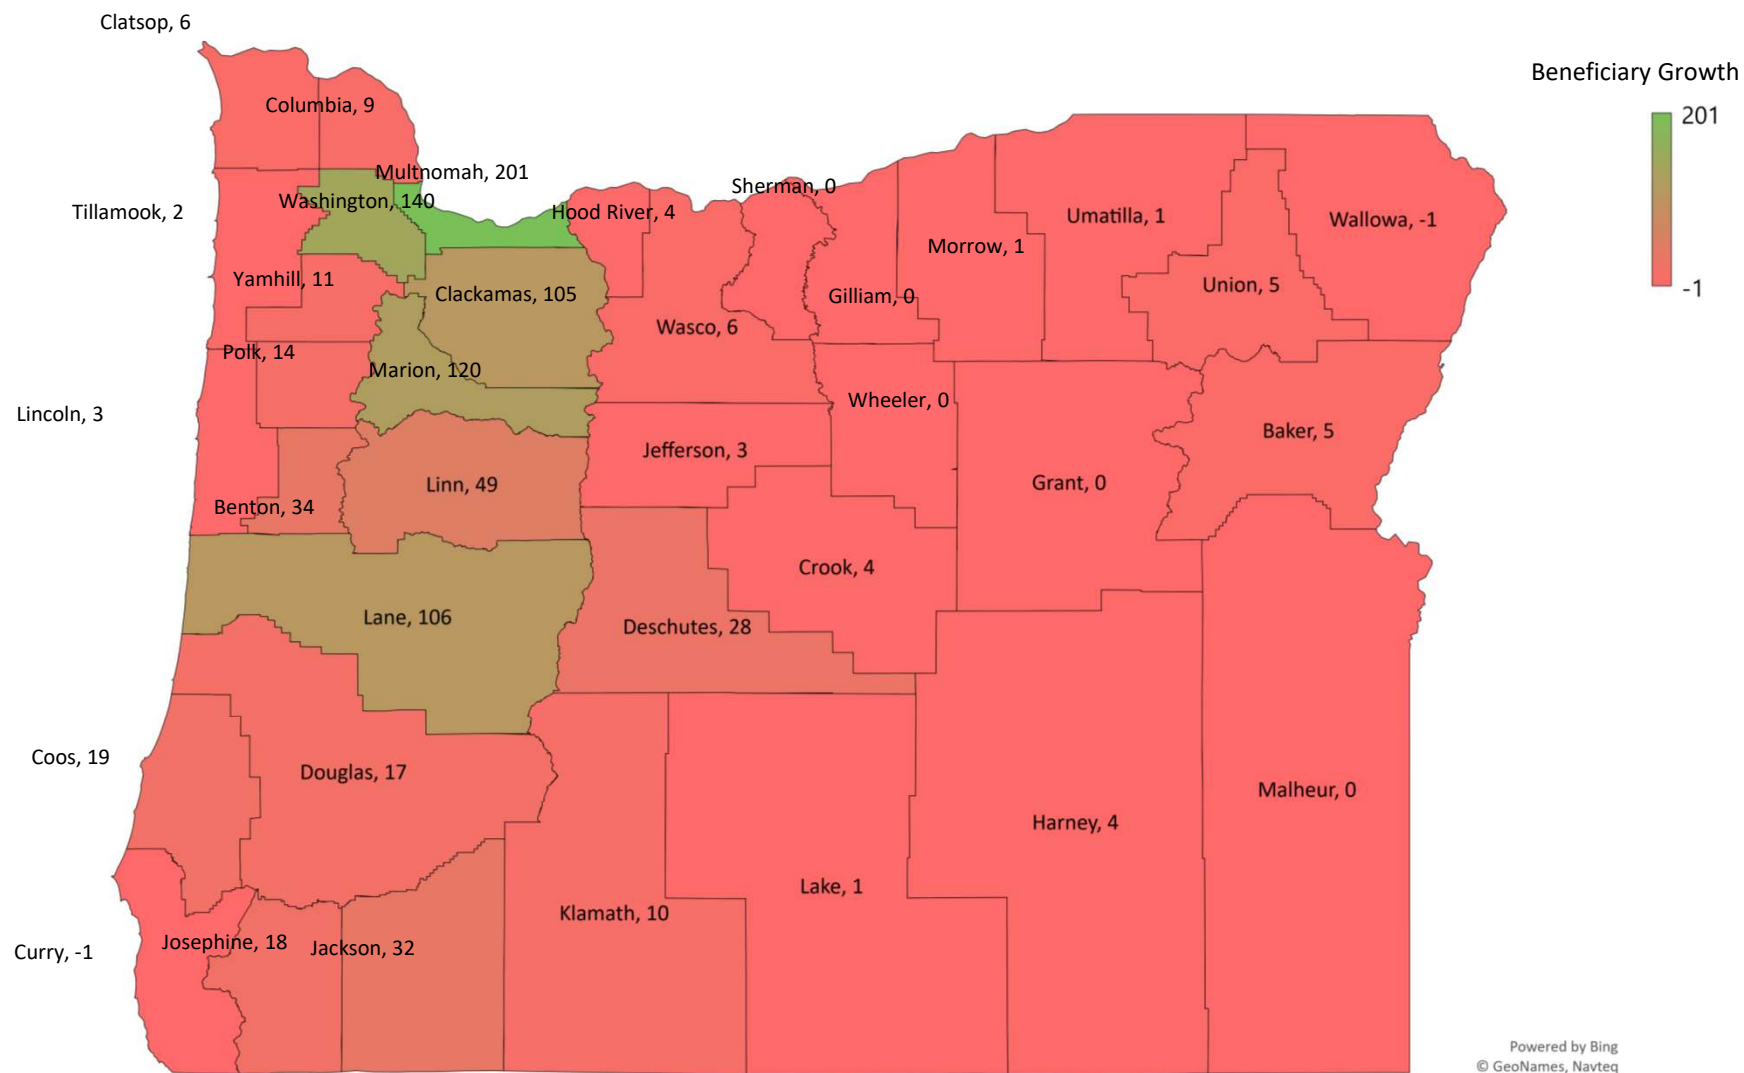 Clatsop, 6
Beneficiary Growth
Columbia, 9
201
Multnomah, 201
Sherman, 0
Washington, 140
Tillamook, 2
Hood River, 4
Umatilla, 1
Wallowa, -1
Morrow, 1
Yamhill, 11
Union, 5
-1
Clackamas, 105
Gilliam, 0
Wasco, 6
Polk, 14
Marion, 120
Wheeler, 0
Lincoln, 3
Baker, 5
Jefferson, 3
Linn, 49
Grant, 0
Benton, 34
Crook, 4
Lane, 106
Deschutes, 28
Coos, 19
Douglas, 17
Malheur, 0
Harney, 4
Lake, 1
Klamath, 10
Josephine, 18
Jackson, 32
Curry, -1
Powered by Bing
© GeoNames, Navteq